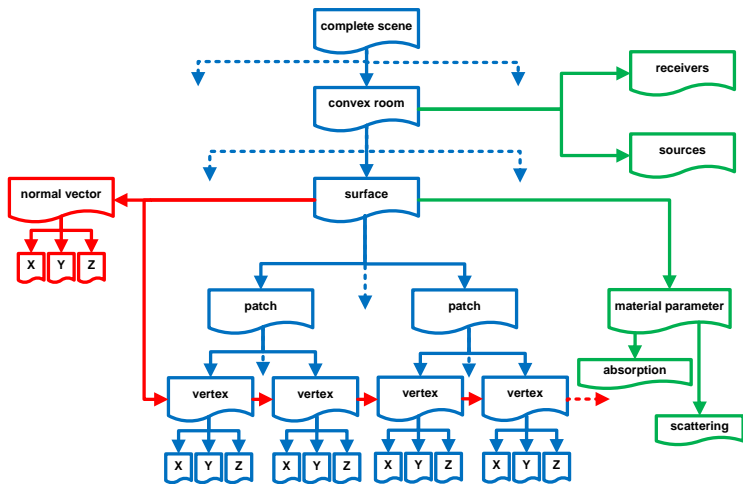 complete scene
receivers
convex room
sources
normal vector
surface
X Y Z
patch
patch
material parameter
absorption
vertex
vertex
vertex
vertex
scattering
X Y Z
X Y Z
X Y Z
X Y Z